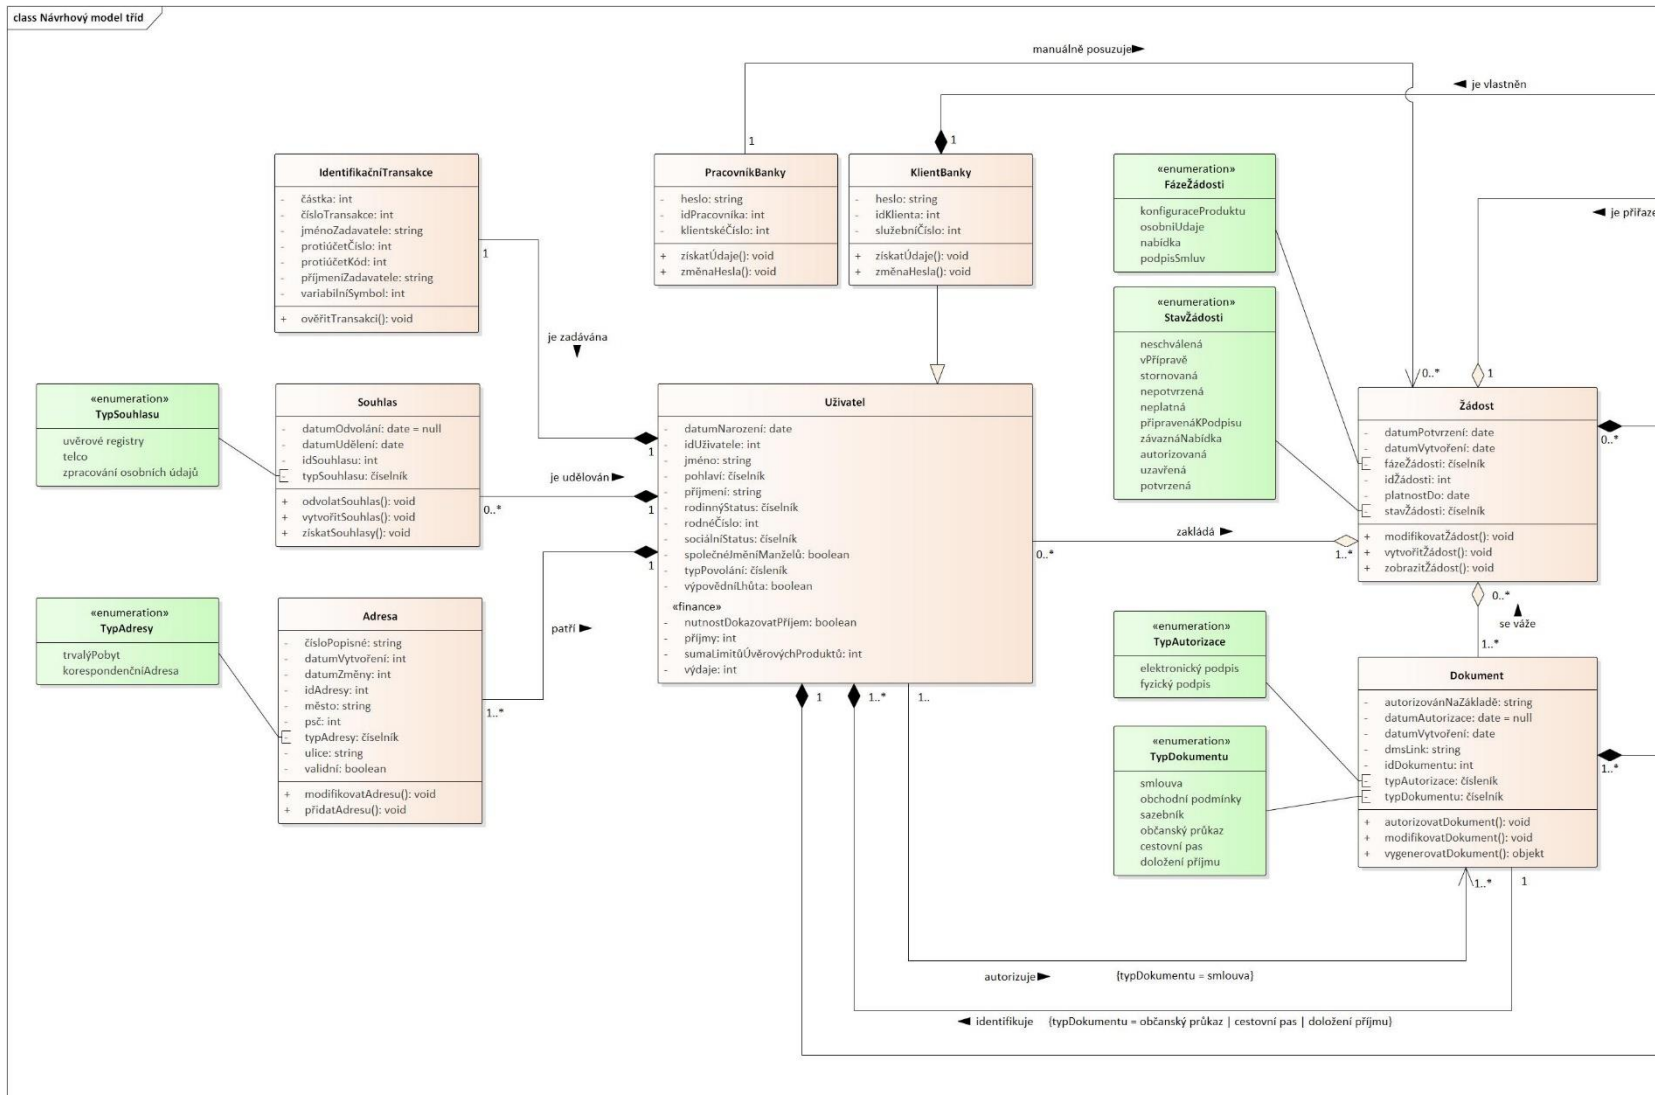 class Návrhový model tříd
manuálně posuzuje
je vlastněn
1
1
IdentifikačníTransakce
- částka: int
- čísloTransakce: int
- jménoZadavatele: string
- protiúčetČíslo: int
- protiúčetKód: int
- příjmeníZadavatele: string
- variabilníSymbol: int
+ ověřitTransakci(): void
1
PracovníkBanky
- heslo: string
- idPracovníka: int
- klientskéČíslo: int
+ získatÚdaje(): void
+ změnaHesla(): void
KlientBanky
- heslo: string
- idKlienta: int
- služebníČíslo: int
+ získatÚdaje(): void
+ změnaHesla(): void
«enumeration»
FázeŽádosti
konfiguraceProduktu
osobniUdaje
nabídka
podpisSmluv
je přiřaze
«enumeration»
StavŽádosti
neschválená
vPřípravě
stornovaná
nepotvrzená
neplatná
připravenáKPodpisu
závaznáNabídka
autorizovaná
uzavřená
potvrzená
je zadávána
0..*
1
«enumeration»
TypSouhlasu
uvěrové registry
telco
zpracování osobních údajů
Souhlas
- datumOdvolání: date = null
- datumUdělení: date
- idSouhlasu: int
- typSouhlasu: číselník
+ odvolatSouhlas(): void
+ vytvořitSouhlas(): void
+ získatSouhlasy(): void
0..*
je udělován
1
1
1
Uživatel
- datumNarození: date
- idUživatele: int
- jméno: string
- pohlaví: číselník
- příjmení: string
- rodinnýStatus: číselník
- rodnéČíslo: int
- sociálníStatus: číselník
- společnéJměníManželů: boolean
- typPovolání: čísleník
- výpovědníLhůta: boolean
«finance»
- nutnostDokazovatPříjem: boolean
- příjmy: int
- sumaLimitůÚvěrovýchProduktů: int
- výdaje: int
zakládá
0..*
1..*
Žádost
- datumPotvrzení: date
- datumVytvoření: date
- fázeŽádosti: číselník
- idŽádosti: int
- platnostDo: date
- stavŽádosti: číselník
+ modifikovatŽádost(): void
+ vytvořitŽádost(): void
+ zobrazitŽádost(): void
0..*
0..*
se váže
1..*
«enumeration»
TypAdresy
trvalýPobyt
korespondenčníAdresa
Adresa
- čísloPopisné: string
- datumVytvoření: int
- datumZměny: int
- idAdresy: int
- město: string
- psč: int
- typAdresy: číselník
- ulice: string
- validní: boolean
+ modifikovatAdresu(): void
+ přidatAdresu(): void
patří
1..*
1
1..*
1..
«enumeration»
TypAutorizace
elektronický podpis
fyzický podpis
«enumeration»
TypDokumentu
smlouva
obchodní podmínky
sazebník
občanský průkaz
cestovní pas
doložení příjmu
Dokument
- autorizovánNaZákladě: string
- datumAutorizace: date = null
- datumVytvoření: date
- dmsLink: string
- idDokumentu: int
- typAutorizace: čísleník
- typDokumentu: číselník
+ autorizovatDokument(): void
+ modifikovatDokument(): void
+ vygenerovatDokument(): objekt
1..*
1..*
1
autorizuje {typDokumentu = smlouva}
identifikuje {typDokumentu = občanský průkaz | cestovní pas | doložení příjmu}